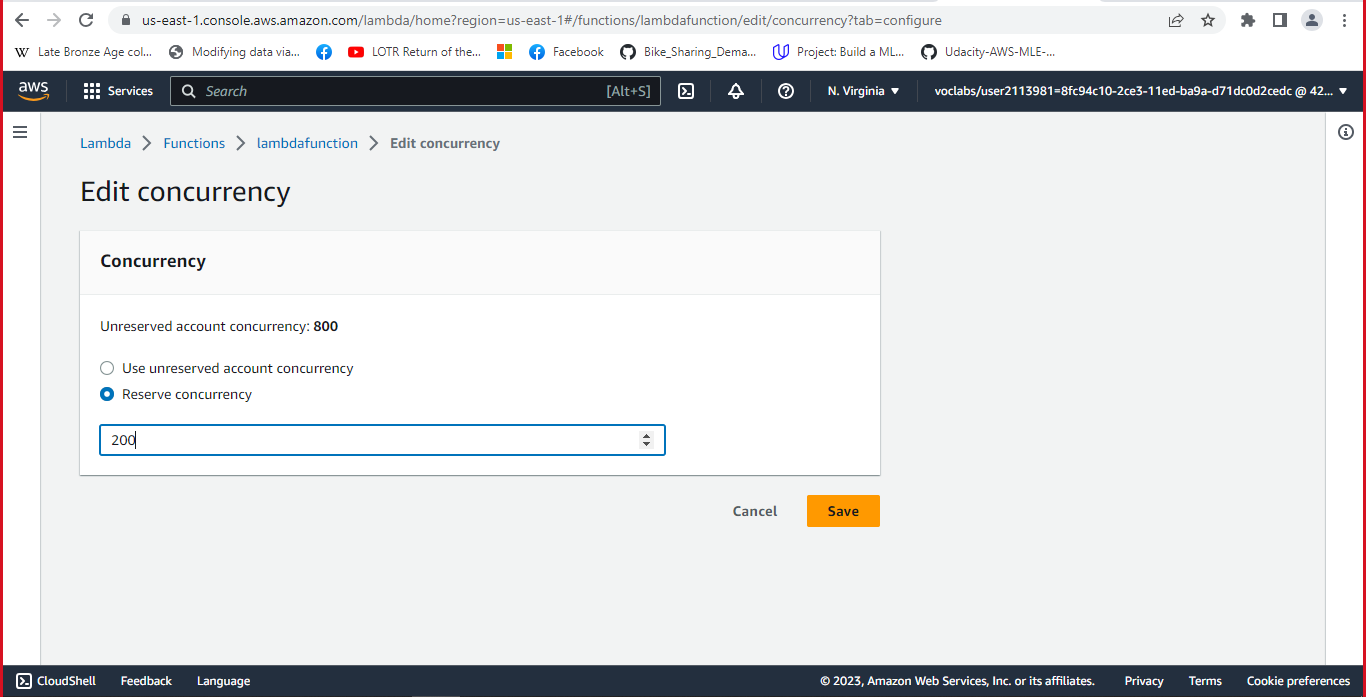 us-east-1.console.aws.amazon.com/lambda/home?region=us-east-1#/functions/lambdafunction/edit/concurrency?tab=configure
W Late Bronze Age col... Modifying data via... LOTR Return of the... Facebook Bike_Sharing_Dema... Project: Build a ML... Udacity-AWS-MLE-...
aws Services Search [Alt+S] N. Virginia voclabs/user2113981=8fc94c10-2ce3-11ed-ba9a-d71dc0d2cedc @ 42...
Lambda Functions lambdafunction Edit concurrency
Edit concurrency
Concurrency
Unreserved account concurrency: 800
Use unreserved account concurrency
Reserve concurrency
200
Cancel Save
CloudShell Feedback Language © 2023, Amazon Web Services, Inc. or its affiliates. Privacy Terms Cookie preferences